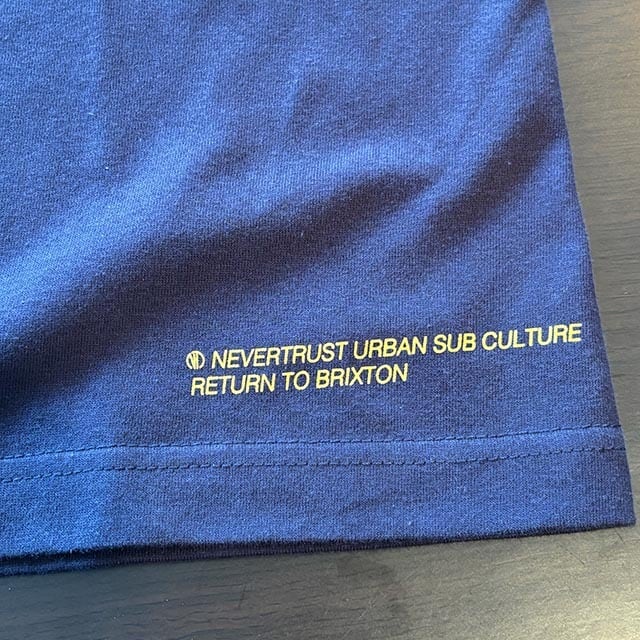 NEVERTRUST URBAN SUB CULTURE
RETURN TO BRIXTON